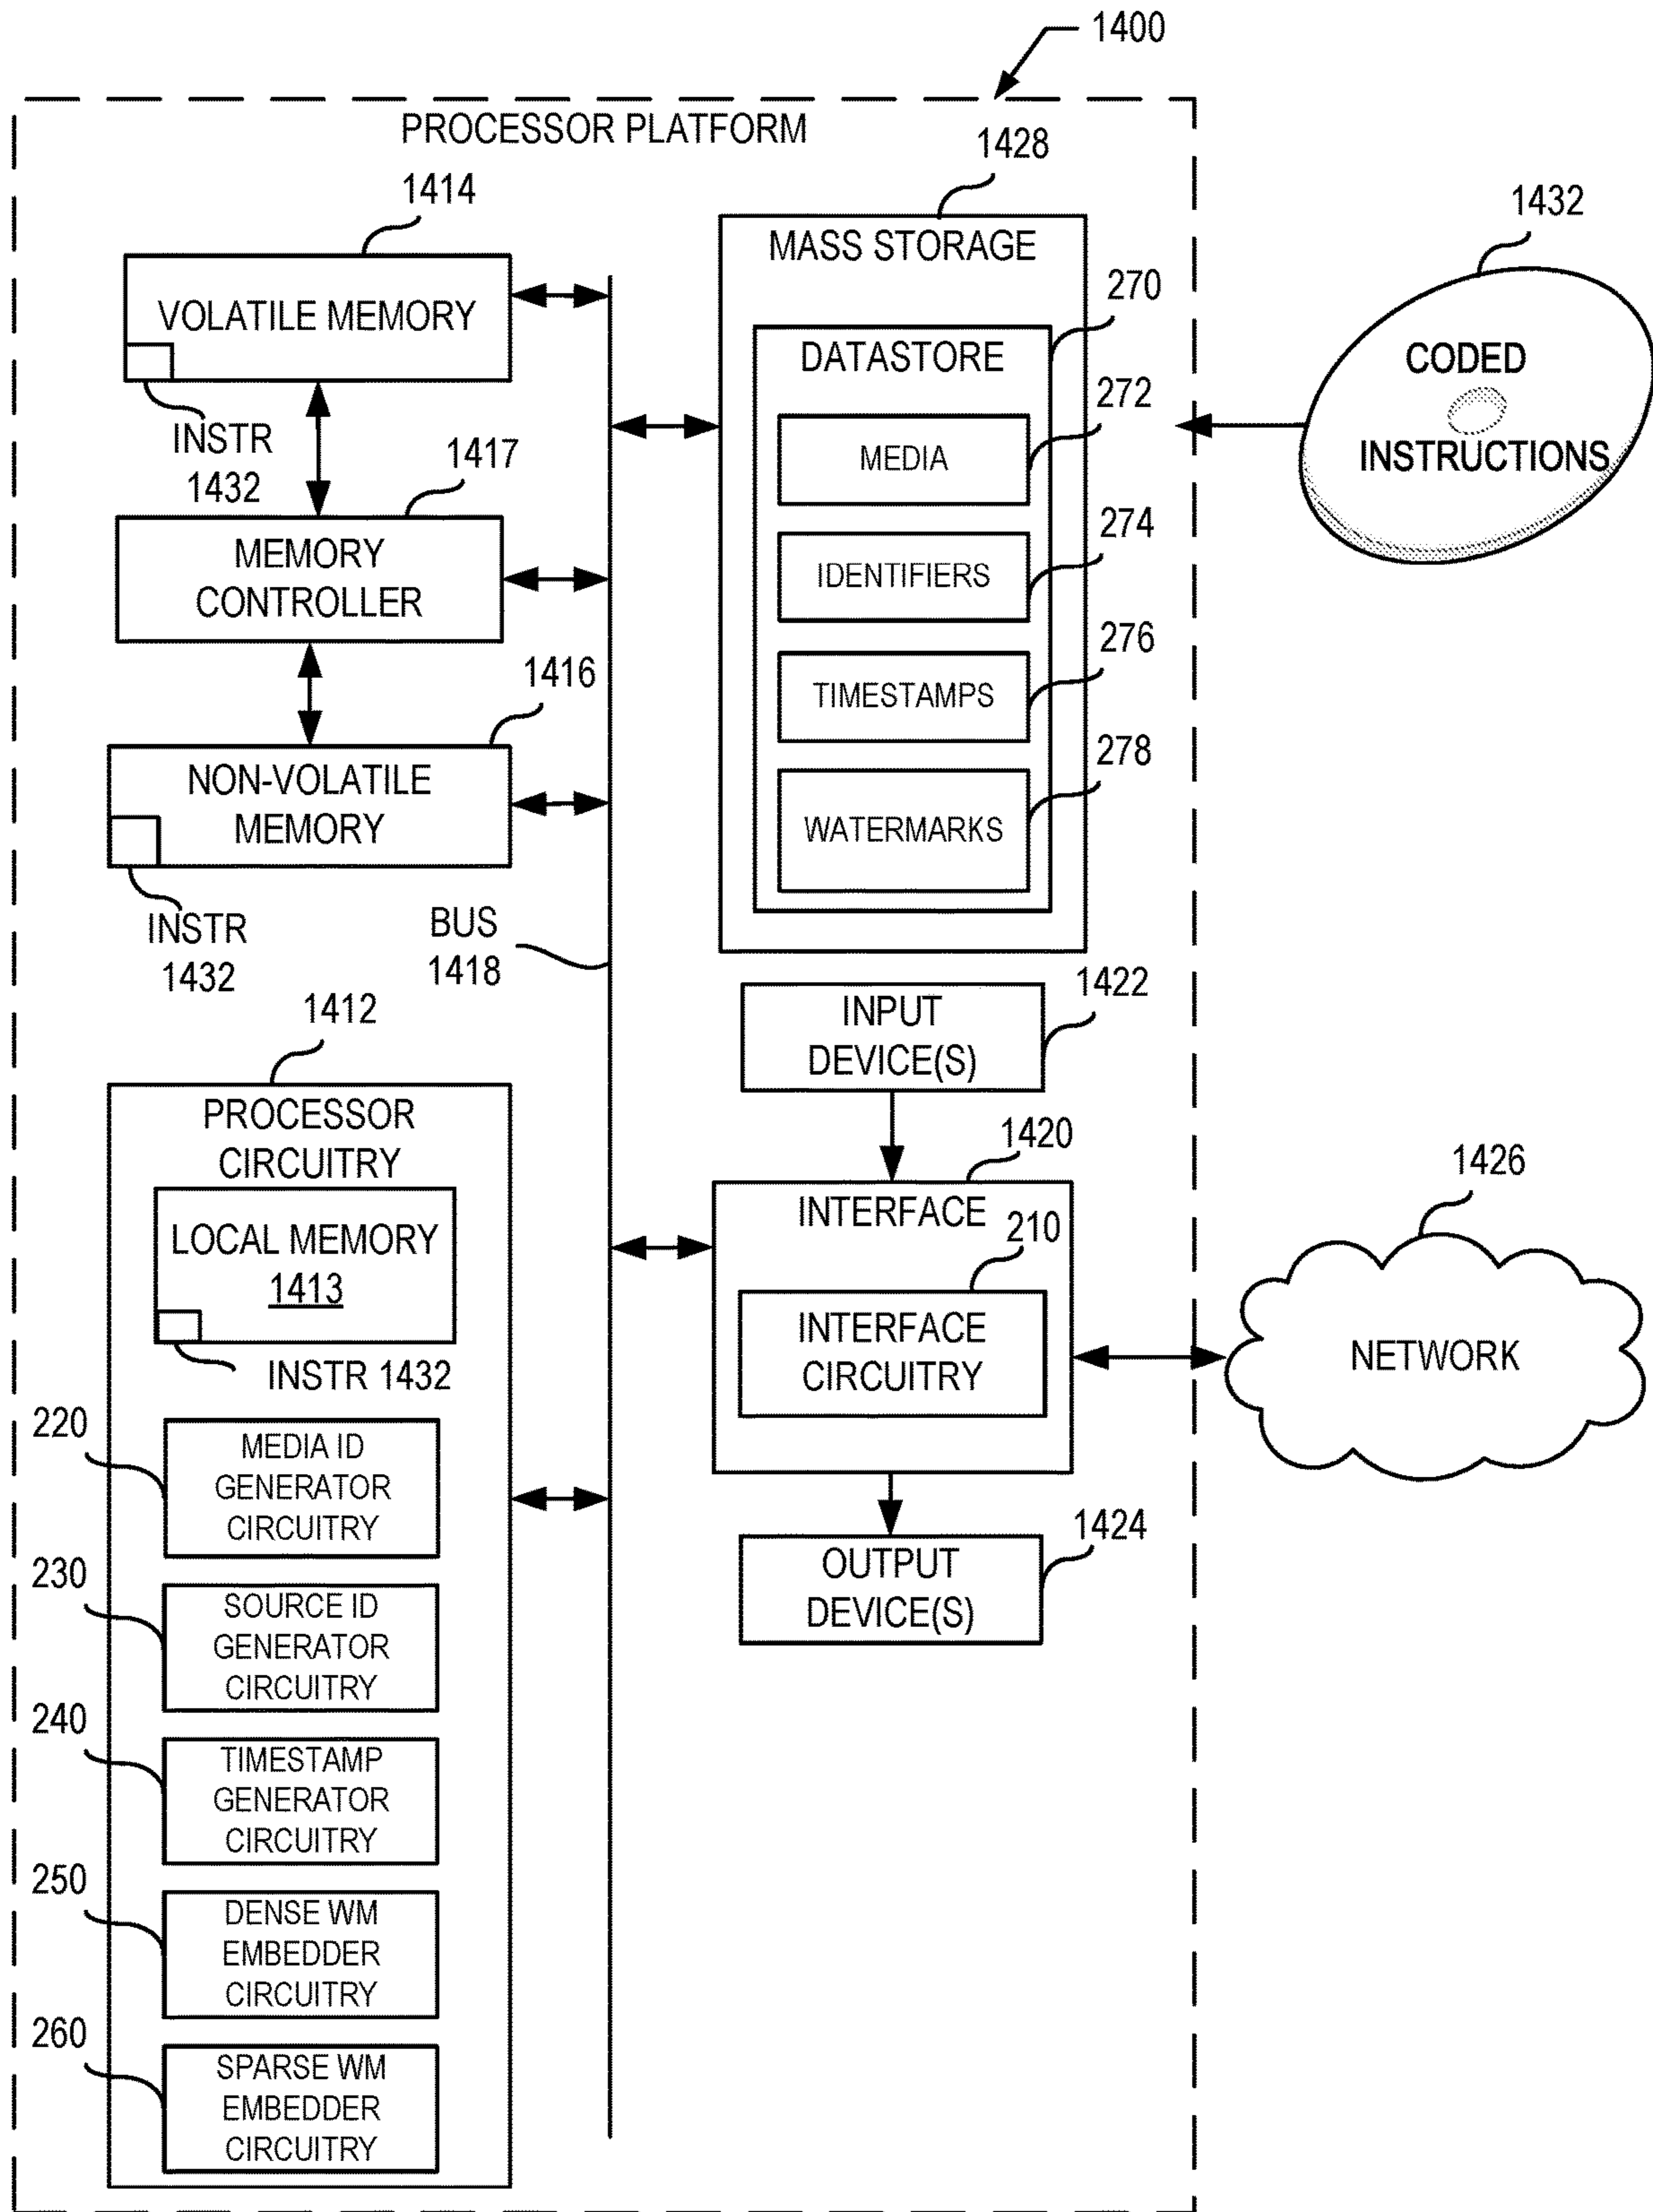 1400
PROCESSOR PLATFORM
1414
VOLATILE MEMORY
INSTR
1432
1417
MEMORY
CONTROLLER
1416
NON-VOLATILE
MEMORY
INSTR
1432
BUS
1418
1412
PROCESSOR
CIRCUITRY
LOCAL MEMORY
1413
INSTR 1432
220
MEDIA ID
GENERATOR
CIRCUITRY
230
SOURCE ID
GENERATOR
CIRCUITRY
240
TIMESTAMP
GENERATOR
CIRCUITRY
250
DENSE WM
EMBEDDER
CIRCUITRY
260
SPARSE WM
EMBEDDER
CIRCUITRY
1428
MASS STORAGE
270
DATASTORE
272
MEDIA
274
IDENTIFIERS
276
TIMESTAMPS
278
WATERMARKS
1422
INPUT
DEVICE(S)
1420
INTERFACE
210
INTERFACE
CIRCUITRY
1424
OUTPUT
DEVICE(S)
1432
CODED
INSTRUCTIONS
1426
NETWORK